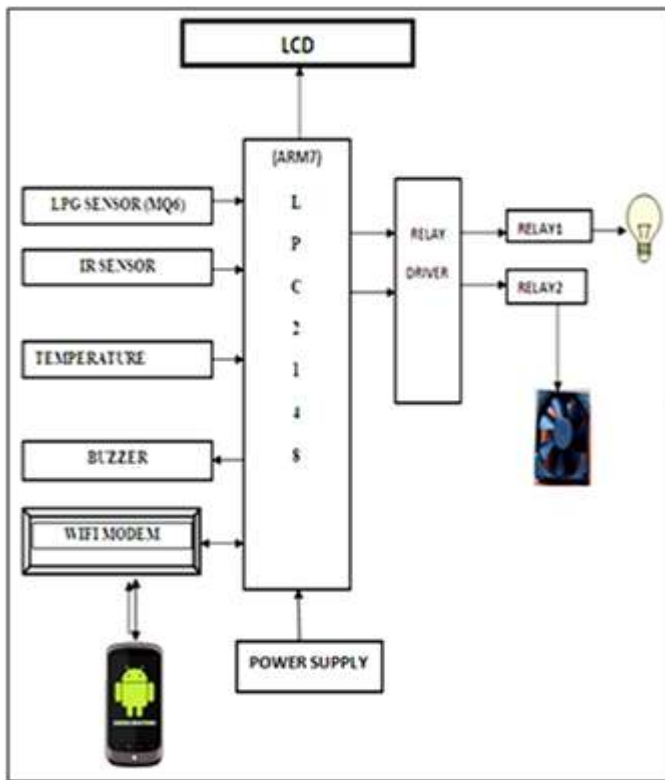 LCD
(ARM7)
L
P
C
2
1
4
8
LPG SENSOR (MQ6)
IR SENSOR
TEMPERATURE
BUZZER
WIFI MODEM
RELAY
DRIVER
RELAY1
RELAY2
POWER SUPPLY